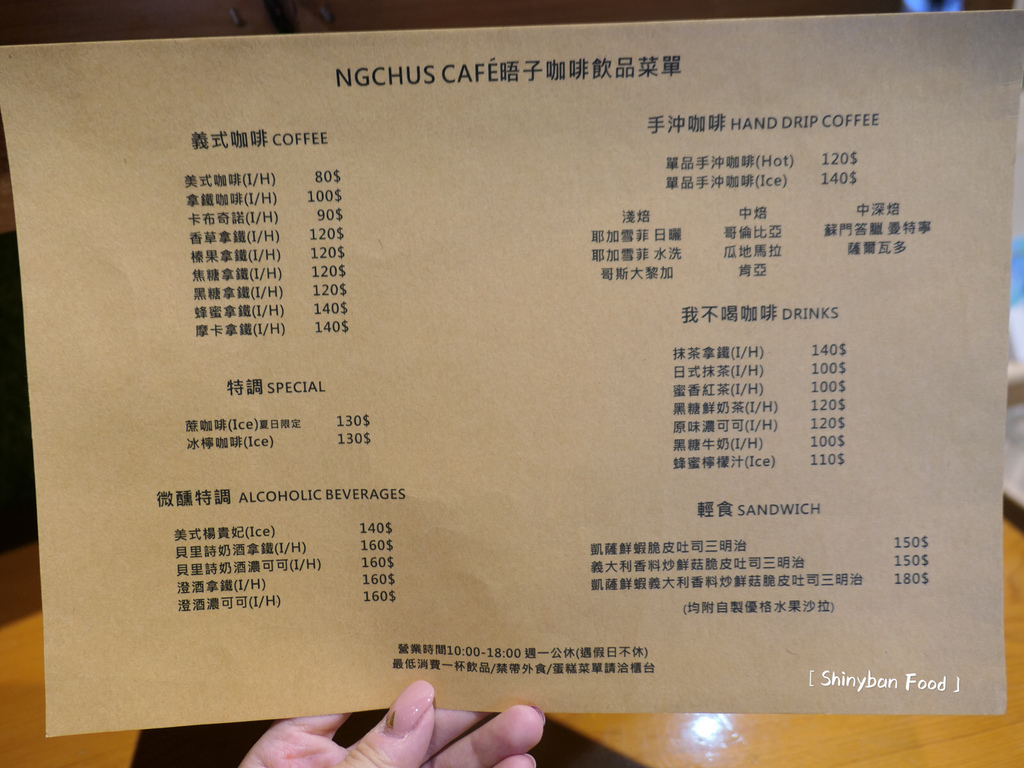 NGCHUS CAFÉ晤子咖啡飲品菜單
義式咖啡 COFFEE
美式咖啡(I/H) 80$
拿鐵咖啡(I/H) 100$
卡布奇諾(I/H) 90$
香草拿鐵(I/H) 120$
榛果拿鐵(I/H) 120$
焦糖拿鐵(I/H) 120$
黑糖拿鐵(I/H) 120$
蜂蜜拿鐵(I/H) 140$
摩卡拿鐵(I/H) 140$
特調 SPECIAL
蔗咖啡(Ice)夏日限定 130$
冰檸咖啡(Ice) 130$
微醺特調 ALCOHOLIC BEVERAGES
美式楊貴妃(Ice) 140$
貝里詩奶酒拿鐵(I/H) 160$
貝里詩奶酒濃可可(I/H) 160$
澄酒拿鐵(I/H) 160$
澄酒濃可可(I/H) 160$
手沖咖啡 HAND DRIP COFFEE
單品手沖咖啡(Hot) 120$
單品手沖咖啡(Ice) 140$
淺焙 中焙 中深焙
耶加雪菲 日曬 哥倫比亞 蘇門答臘 曼特寧
耶加雪菲 水洗 瓜地馬拉 薩爾瓦多
哥斯大黎加 肯亞
我不喝咖啡 DRINKS
抹茶拿鐵(I/H) 140$
日式抹茶(I/H) 100$
蜜香紅茶(I/H) 100$
黑糖鮮奶茶(I/H) 120$
原味濃可可(I/H) 120$
黑糖牛奶(I/H) 100$
蜂蜜檸檬汁(Ice) 110$
輕食 SANDWICH
凱薩鮮蝦脆皮吐司三明治 150$
義大利香料炒鮮菇脆皮吐司三明治 150$
凱薩鮮蝦義大利香料炒鮮菇脆皮吐司三明治 180$
(均附自製優格水果沙拉)
營業時間10:00-18:00 週一公休(遇假日不休)
最低消費一杯飲品/禁帶外食/蛋糕菜單請洽櫃台
[ Shinyban Food ]